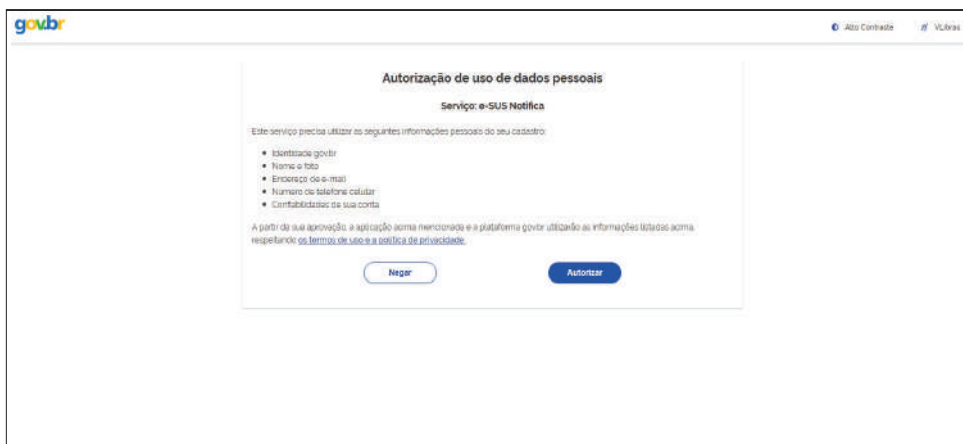 gov.br
Alto Contraste VLibras
Autorização de uso de dados pessoais
Serviço: e-SUS Notifica
Este serviço precisa utilizar as seguintes informações pessoais do seu cadastro:
Identidade gov.br
Nome e foto
Endereço de e-mail
Número de telefone celular
Confiabilidades de sua conta
A partir da sua aprovação, a aplicação acima mencionada e a plataforma gov.br utilizarão as informações listadas acima,
respeitando os termos de uso e a política de privacidade.
Negar Autorizar